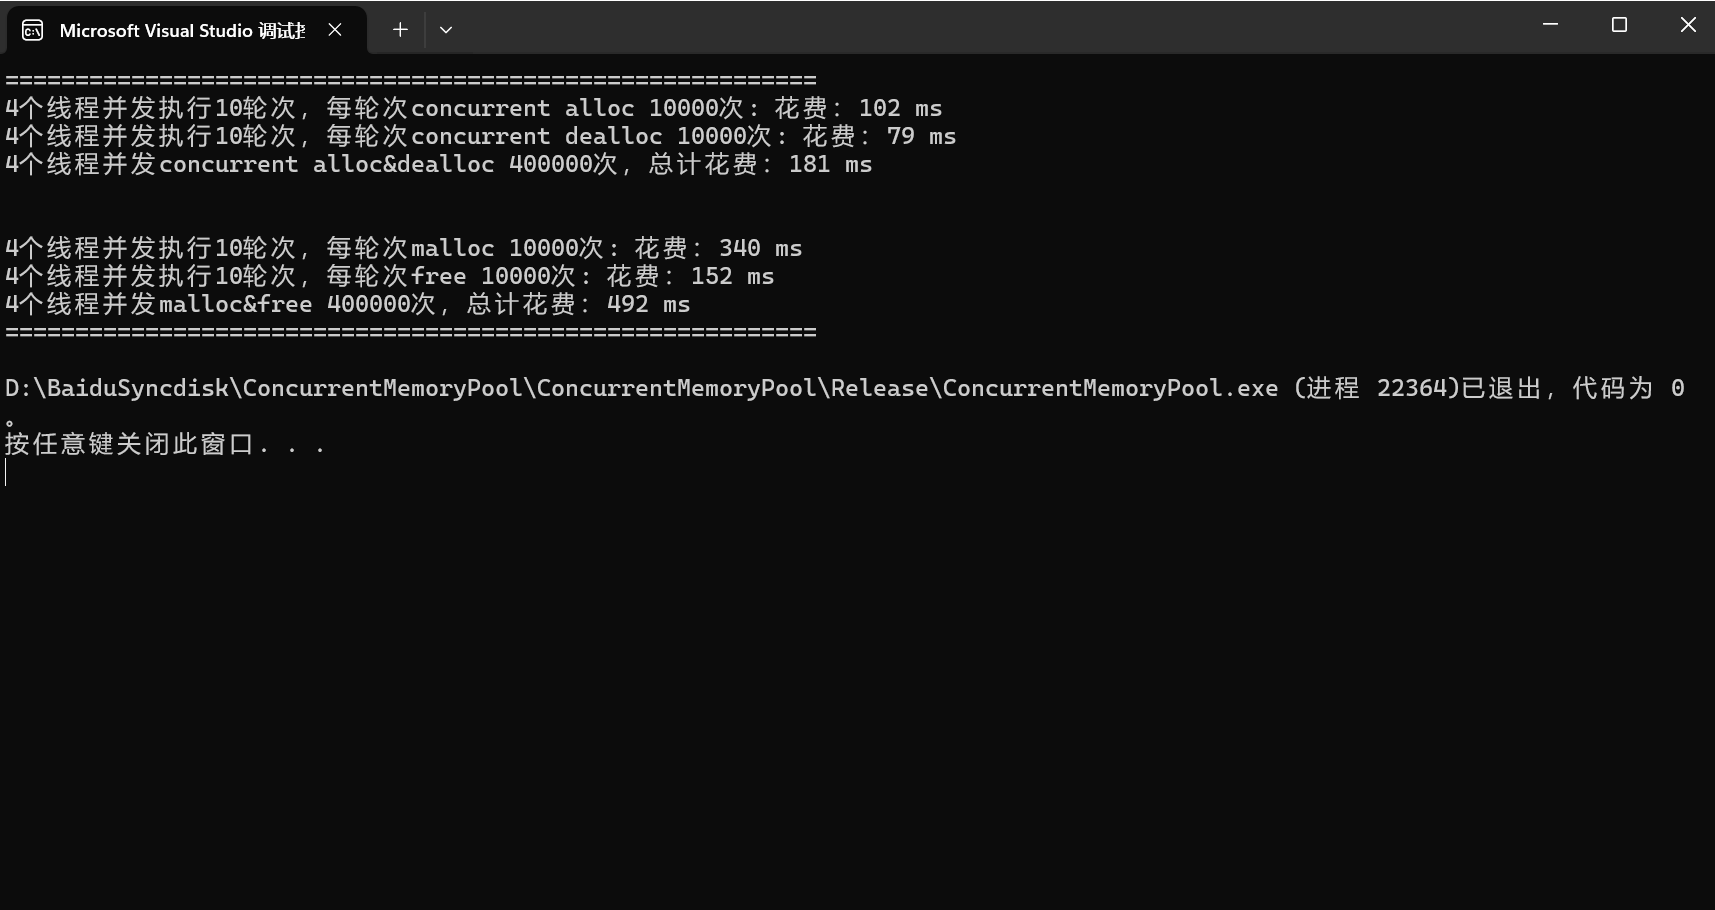 Microsoft Visual Studio 调试
==========================================================
4个线程并发执行10轮次，每轮次concurrent alloc 10000次: 花费: 102 ms
4个线程并发执行10轮次，每轮次concurrent dealloc 10000次: 花费: 79 ms
4个线程并发concurrent alloc&dealloc 400000次，总计花费: 181 ms
4个线程并发执行10轮次，每轮次malloc 10000次: 花费: 340 ms
4个线程并发执行10轮次，每轮次free 10000次: 花费: 152 ms
4个线程并发malloc&free 400000次，总计花费: 492 ms
==========================================================
D:\BaiduSyncdisk\ConcurrentMemoryPool\ConcurrentMemoryPool\Release\ConcurrentMemoryPool.exe (进程 22364)已退出，代码为 0
。
按任意键关闭此窗口. . .